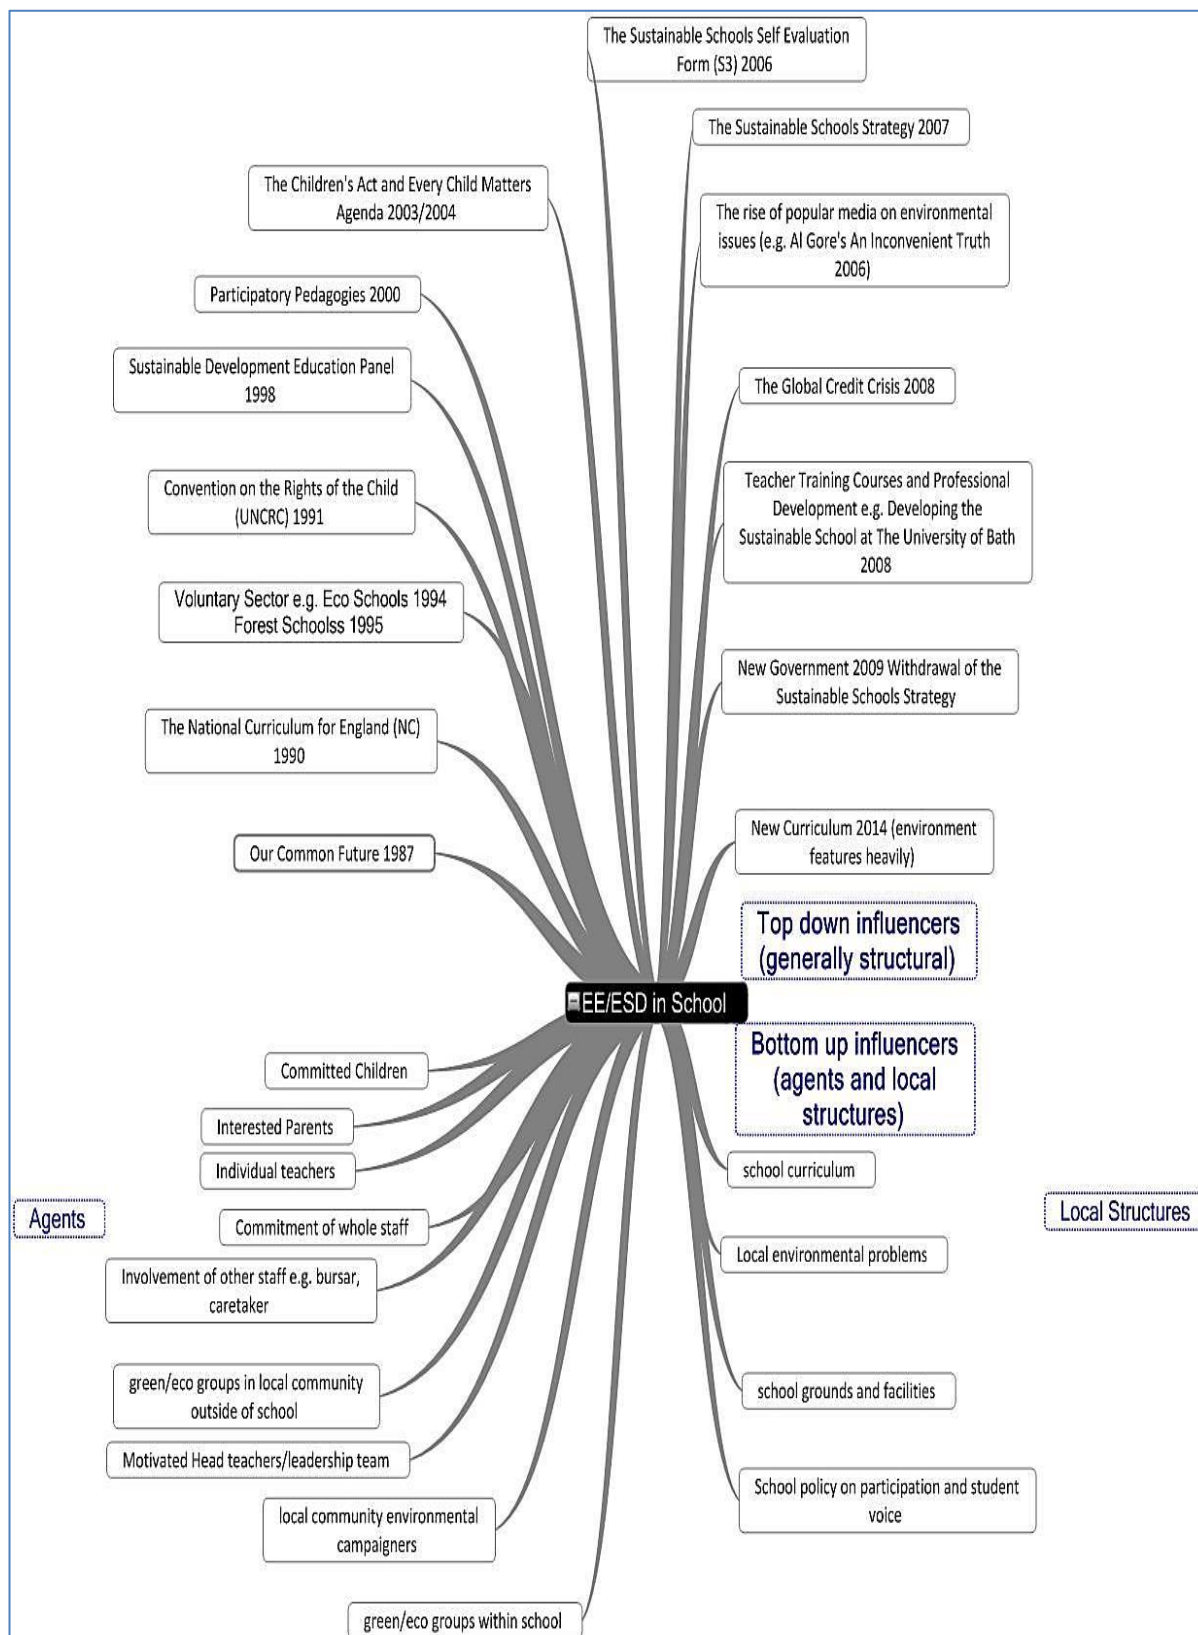 The Sustainable Schools Self Evaluation
Form (S3) 2006
The Sustainable Schools Strategy 2007
The Children's Act and Every Child Matters
Agenda 2003/2004
The rise of popular media on environmental
issues (e.g. Al Gore's An Inconvenient Truth
2006)
Participatory Pedagogies 2000
Sustainable Development Education Panel
1998
The Global Credit Crisis 2008
Convention on the Rights of the Child
(UNCRC) 1991
Teacher Training Courses and Professional
Development e.g. Developing the
Sustainable School at The University of Bath
2008
Voluntary Sector e.g. Eco Schools 1994
Forest Schoolss 1995
New Government 2009 Withdrawal of the
Sustainable Schools Strategy
The National Curriculum for England (NC)
1990
New Curriculum 2014 (environment
features heavily)
Our Common Future 1987
Top down influencers
(generally structural)
EE/ESD in School
Bottom up influencers
(agents and local
structures)
Committed Children
Interested Parents
Individual teachers
school curriculum
Agents
Local Structures
Commitment of whole staff
Local environmental problems
Involvement of other staff e.g. bursar,
caretaker
green/eco groups in local community
outside of school
school grounds and facilities
Motivated Head teachers/leadership team
School policy on participation and student
voice
local community environmental
campaigners
green/eco groups within school